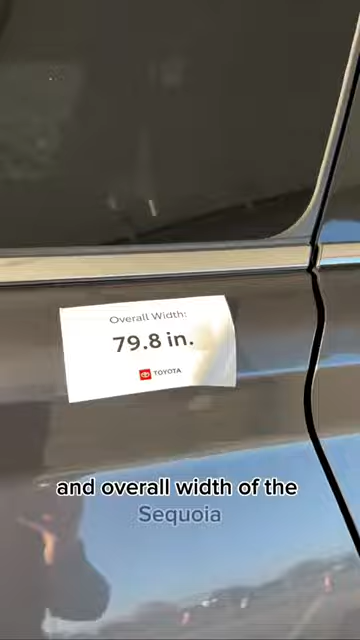 Overall Width:
79.8 in.
TOYOTA
and overall width of the
Sequoia